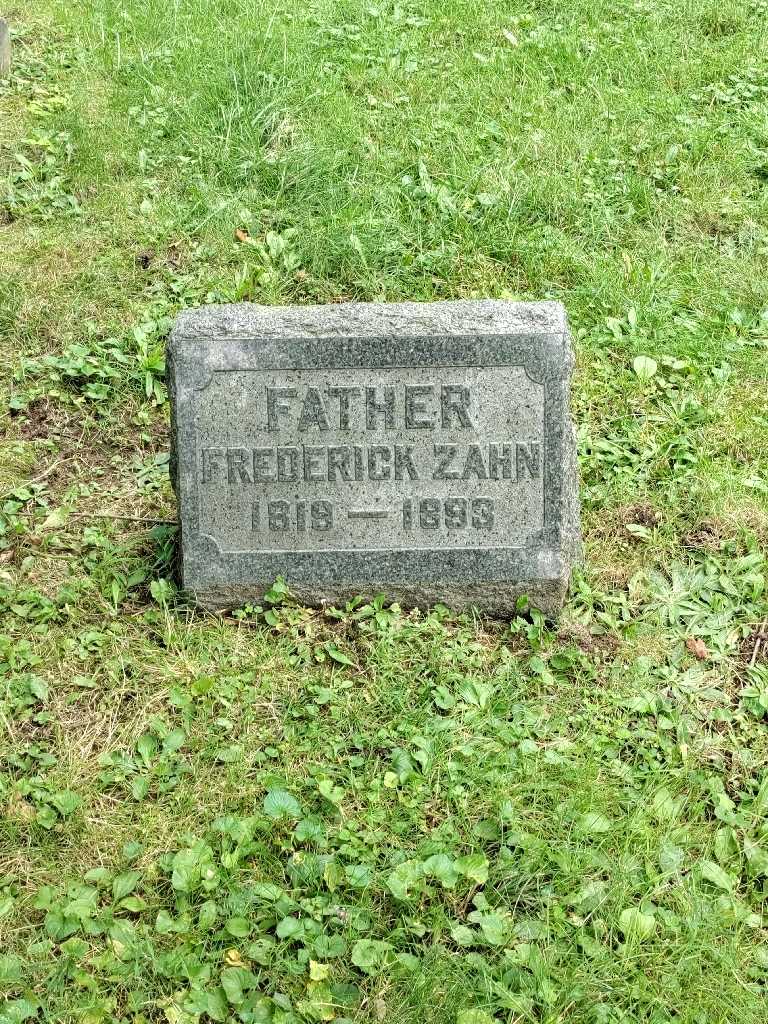 FATHER
FREDERICK ZAHN
1819 — 1893